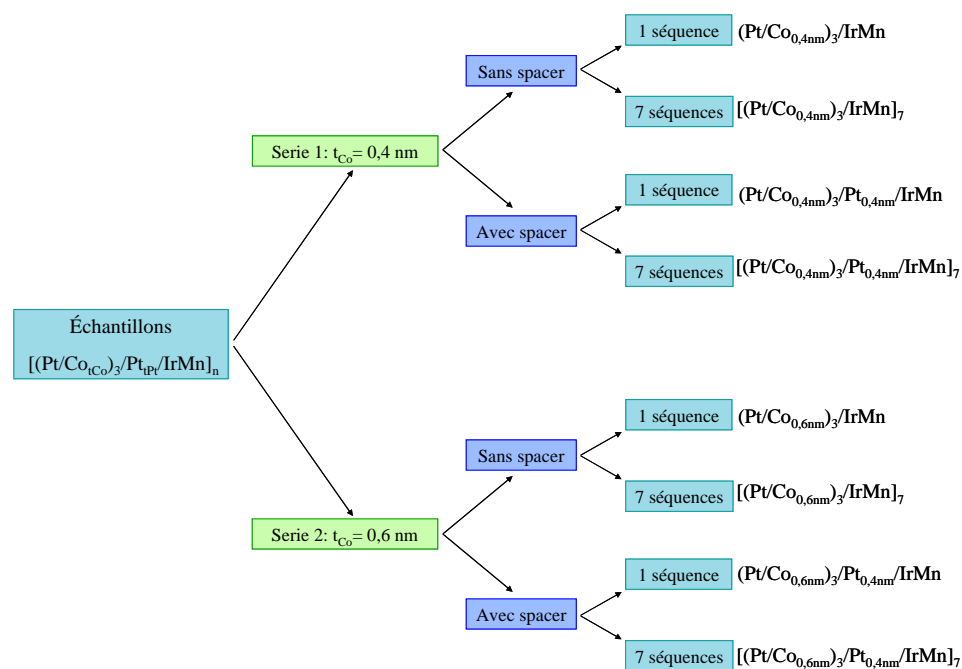 1 séquence (Pt/Co0,4nm)3/IrMn
Sans spacer
7 séquences [(Pt/Co0,4nm)3/IrMn]7
Serie 1: tCo= 0,4 nm
1 séquence (Pt/Co0,4nm)3/Pt0,4nm/IrMn
Avec spacer
7 séquences [(Pt/Co0,4nm)3/Pt0,4nm/IrMn]7
Échantillons
[(Pt/CotCo)3/PttPt/IrMn]n
1 séquence (Pt/Co0,6nm)3/IrMn
Sans spacer
7 séquences [(Pt/Co0,6nm)3/IrMn]7
Serie 2: tCo= 0,6 nm
1 séquence (Pt/Co0,6nm)3/Pt0,4nm/IrMn
Avec spacer
7 séquences [(Pt/Co0,6nm)3/Pt0,4nm/IrMn]7